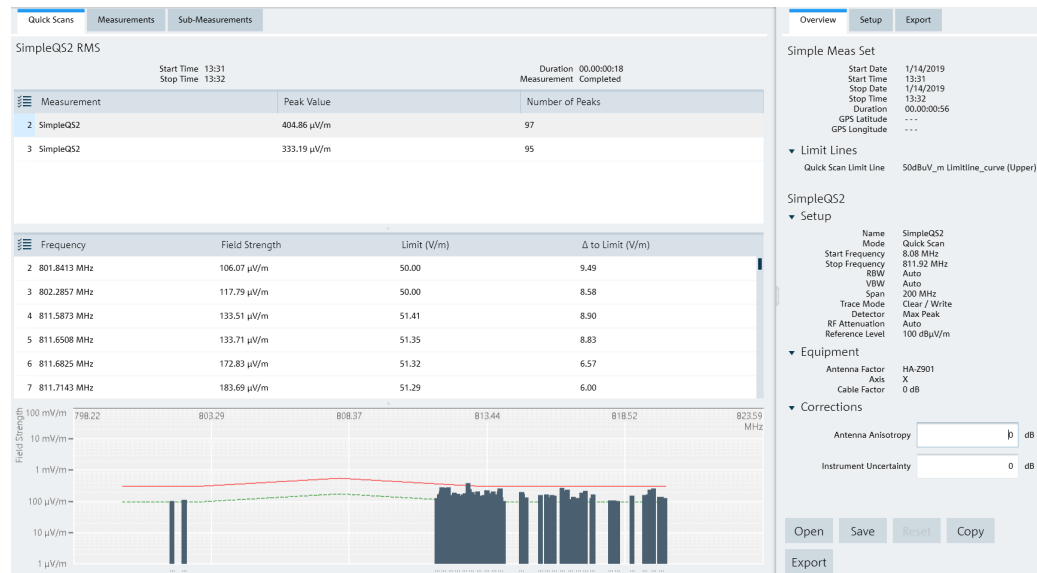 Quick Scans Measurements Sub-Measurements
SimpleQS2 RMS
Start Time 13:31 Duration 00.00:00:18
Stop Time 13:32 Measurement Completed
Measurement Peak Value Number of Peaks
2 SimpleQS2 404.86 µV/m 97
3 SimpleQS2 333.19 µV/m 95
Frequency Field Strength Limit (V/m) Δ to Limit (V/m)
2 801.8413 MHz 106.07 µV/m 50.00 9.49
3 802.2857 MHz 117.79 µV/m 50.00 8.58
4 811.5873 MHz 133.51 µV/m 51.41 8.90
5 811.6508 MHz 133.71 µV/m 51.35 8.83
6 811.6825 MHz 172.83 µV/m 51.32 6.57
7 811.7143 MHz 183.69 µV/m 51.29 6.00
Field Strength
100 mV/m 798.22 803.29 808.37 813.44 818.52 823.59
MHz
10 mV/m
1 mV/m
100 µV/m
10 µV/m
1 µV/m
Overview Setup Export
Simple Meas Set
Start Date 1/14/2019
Start Time 13:31
Stop Date 1/14/2019
Stop Time 13:32
Duration 00.00:00:56
GPS Latitude - - -
GPS Longitude - - -
Limit Lines
Quick Scan Limit Line 50dBuV_m Limitline_curve (Upper)
SimpleQS2
Setup
Name SimpleQS2
Mode Quick Scan
Start Frequency 8.08 MHz
Stop Frequency 811.92 MHz
RBW Auto
VBW Auto
Span 200 MHz
Trace Mode Clear / Write
Detector Max Peak
RF Attenuation Auto
Reference Level 100 dBµV/m
Equipment
Antenna Factor HA-Z901
Axis X
Cable Factor 0 dB
Corrections
Antenna Anisotropy 0 dB
Instrument Uncertainty 0 dB
Open Save Reset Copy
Export